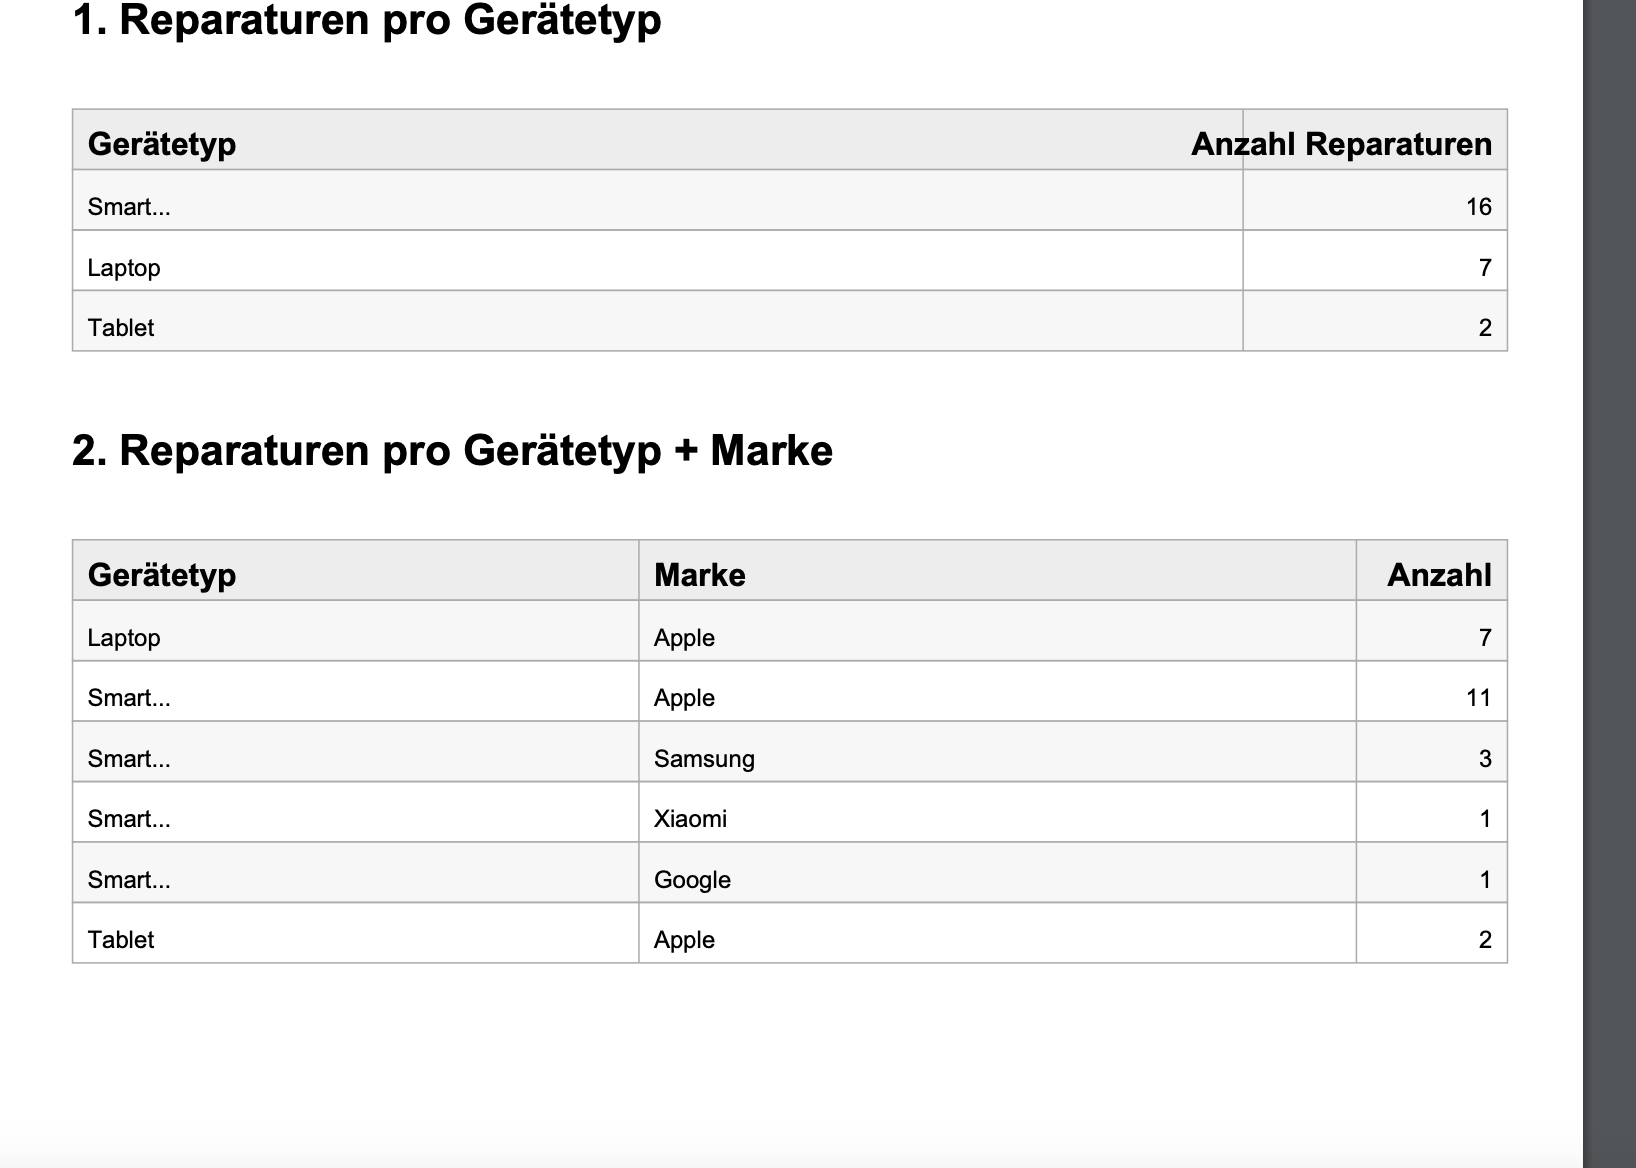 1. Reparaturen pro Gerätetyp
Gerätetyp Anzahl Reparaturen
Smart... 16
Laptop 7
Tablet 2
2. Reparaturen pro Gerätetyp + Marke
Gerätetyp Marke Anzahl
Laptop Apple 7
Smart... Apple 11
Smart... Samsung 3
Smart... Xiaomi 1
Smart... Google 1
Tablet Apple 2